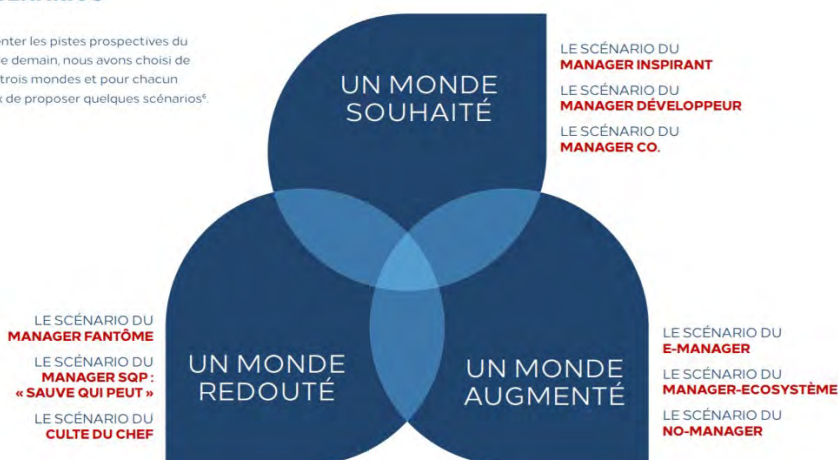 nter les pistes prospectives du
e demain, nous avons choisi de
trois mondes et pour chacun
de proposer quelques scénarios⁶.
UN MONDE
SOUHAITÉ
LE SCÉNARIO DU
MANAGER INSPIRANT
LE SCÉNARIO DU
MANAGER DÉVELOPPEUR
LE SCÉNARIO DU
MANAGER CO.
LE SCÉNARIO DU
MANAGER FANTÔME
LE SCÉNARIO DU
MANAGER SQP :
« SAUVE QUI PEUT »
LE SCÉNARIO DU
CULTE DU CHEF
UN MONDE
REDOUTÉ
UN MONDE
AUGMENTÉ
LE SCÉNARIO DU
E-MANAGER
LE SCÉNARIO DU
MANAGER-ECOSYSTÈME
LE SCÉNARIO DU
NO-MANAGER